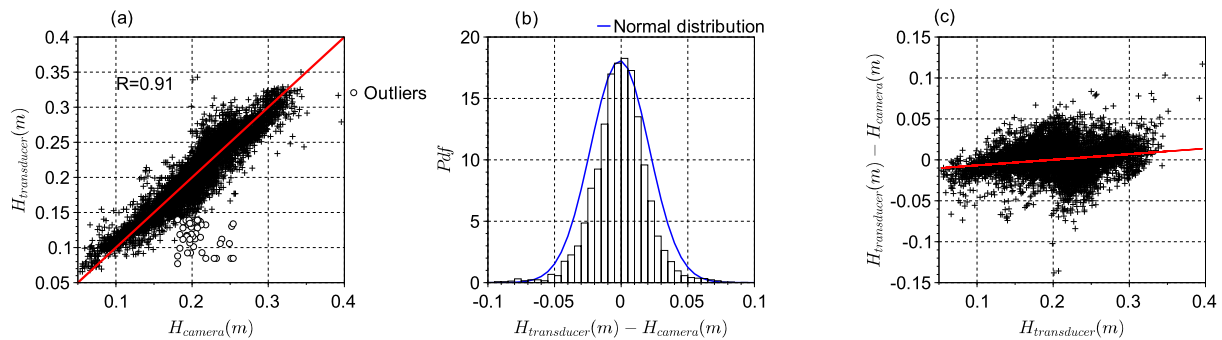 (a)
R=0.91
Outliers
0.4
0.35
0.3
0.25
0.2
0.15
0.1
0.05
0.1
0.2
0.3
0.4
H_transducer(m)
H_camera(m)
(b)
Normal distribution
20
15
10
5
0
-0.1
-0.05
0
0.05
0.1
Pdf
H_transducer(m) − H_camera(m)
(c)
0.15
0.1
0.05
0
-0.05
-0.1
-0.15
0.1
0.2
0.3
0.4
H_transducer(m) − H_camera(m)
H_transducer(m)